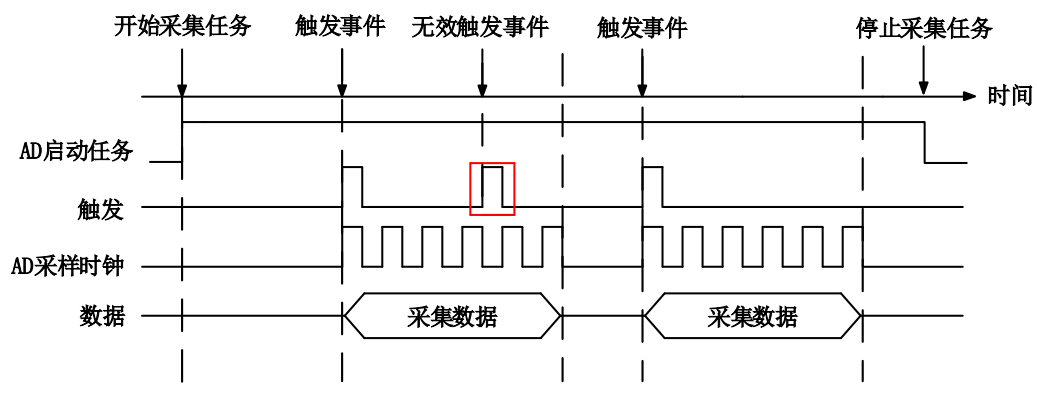 开始采集任务
触发事件
无效触发事件
触发事件
停止采集任务
时间
AD启动任务
触发
AD采样时钟
数据
采集数据
采集数据